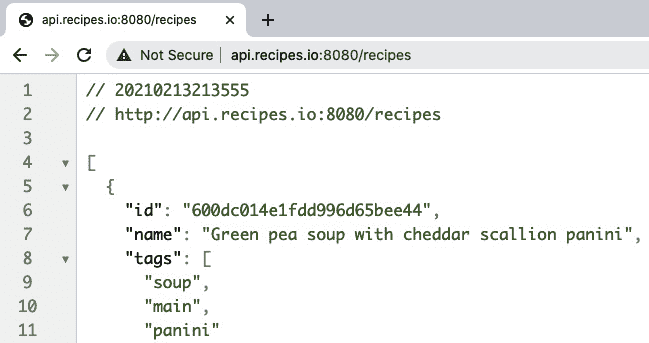 api.recipes.io:8080/recipes
Not Secure | api.recipes.io:8080/recipes
1 // 20210213213555
2 // http://api.recipes.io:8080/recipes
3
4 [
5 {
6 "id": "600dc014e1fdd996d65bee44",
7 "name": "Green pea soup with cheddar scallion panini",
8 "tags": [
9 "soup",
10 "main",
11 "panini"